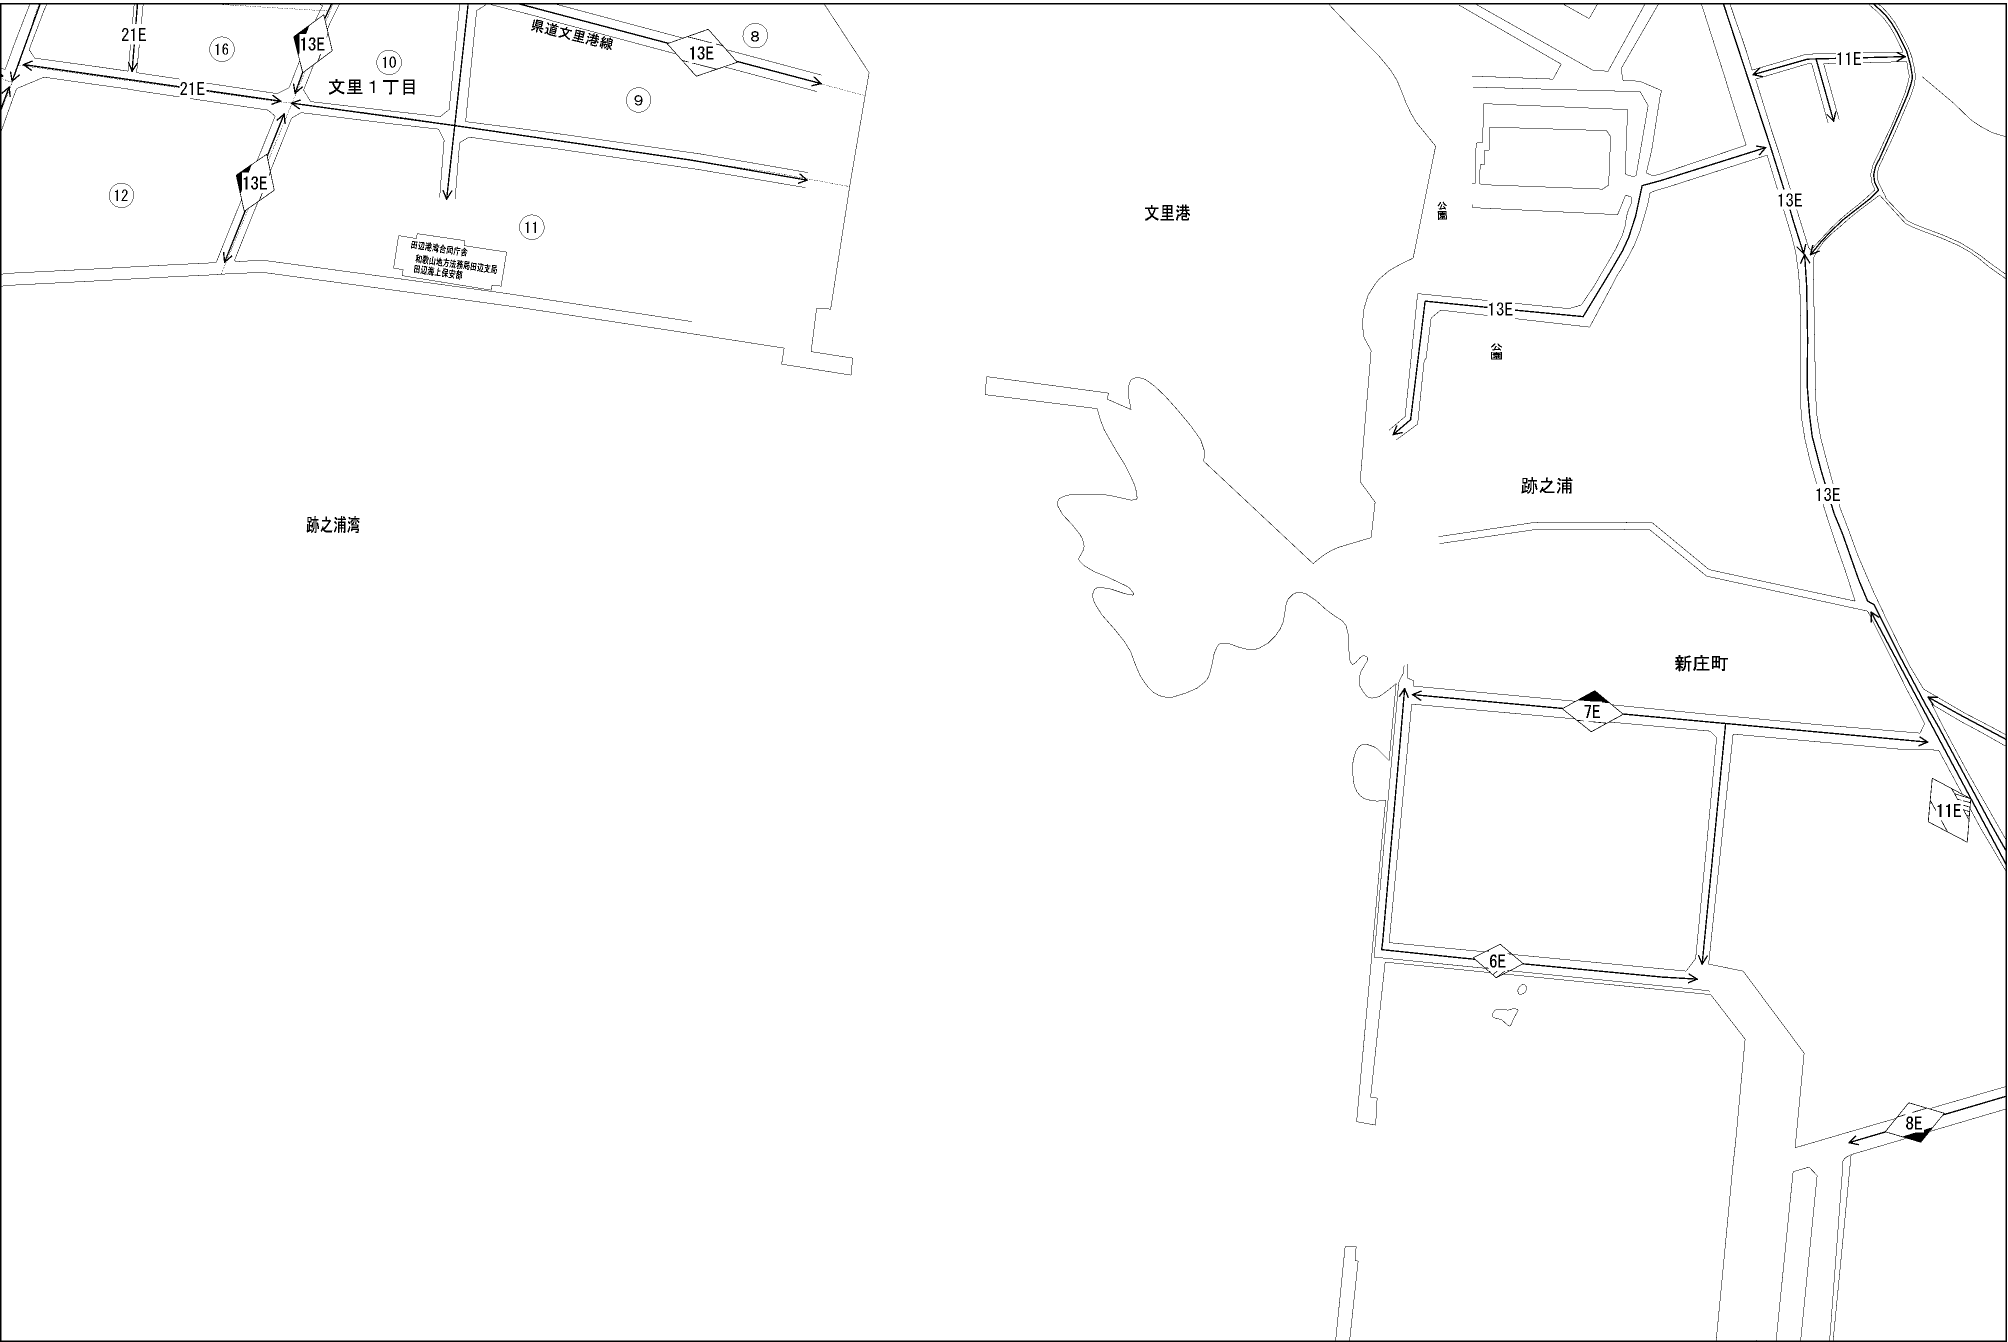 21E
⑯
13E
⑩
文里１丁目
県道文里港線
13E
⑧
⑨
21E
⑫
13E
⑪
田辺港湾合同庁舎
和歌山地方法務局田辺支局
田辺海上保安部
文里港
公園
11E
13E
13E
公園
跡之浦
13E
跡之浦湾
新庄町
7E
11E
6E
8E